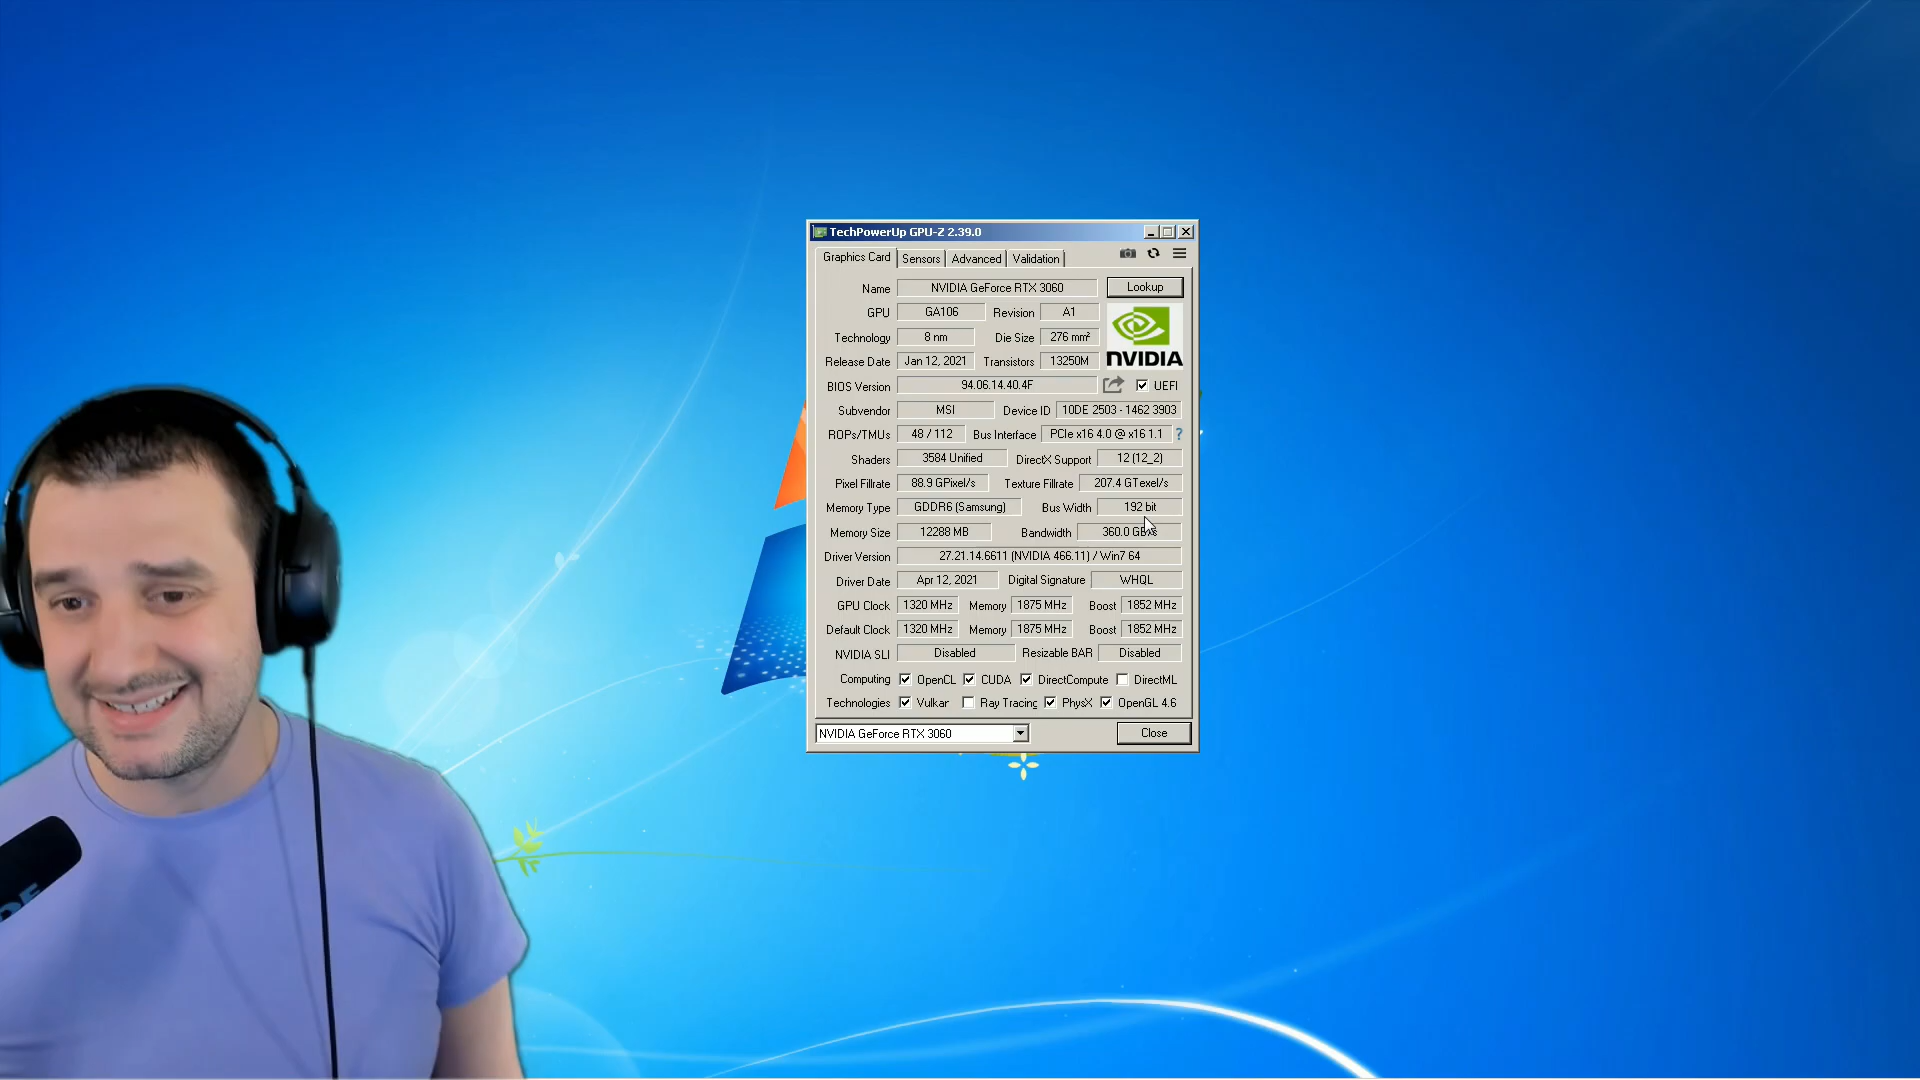 TechPowerUp GPU-Z 2.39.0
Graphics Card Sensors Advanced Validation
Name NVIDIA GeForce RTX 3060 Lookup
GPU GA106 Revision A1
Technology 8 nm Die Size 276 mm²
NVIDIA
Release Date Jan 12, 2021 Transistors 13250M
BIOS Version 94.06.14.40.4F UEFI
Subvendor MSI Device ID 10DE 2503 - 1462 3903
ROPs/TMUs 48 / 112 Bus Interface PCIe x16 4.0 @ x16 1.1 ?
Shaders 3584 Unified DirectX Support 12 (12_2)
Pixel Fillrate 88.9 GPixel/s Texture Fillrate 207.4 GTexel/s
Memory Type GDDR6 (Samsung) Bus Width 192 bit
Memory Size 12288 MB Bandwidth 360.0 GB/s
Driver Version 27.21.14.6611 (NVIDIA 466.11) / Win7 64
Driver Date Apr 12, 2021 Digital Signature WHQL
GPU Clock 1320 MHz Memory 1875 MHz Boost 1852 MHz
Default Clock 1320 MHz Memory 1875 MHz Boost 1852 MHz
NVIDIA SLI Disabled Resizable BAR Disabled
Computing OpenCL CUDA DirectCompute DirectML
Technologies Vulkan Ray Tracing PhysX OpenGL 4.6
NVIDIA GeForce RTX 3060 Close